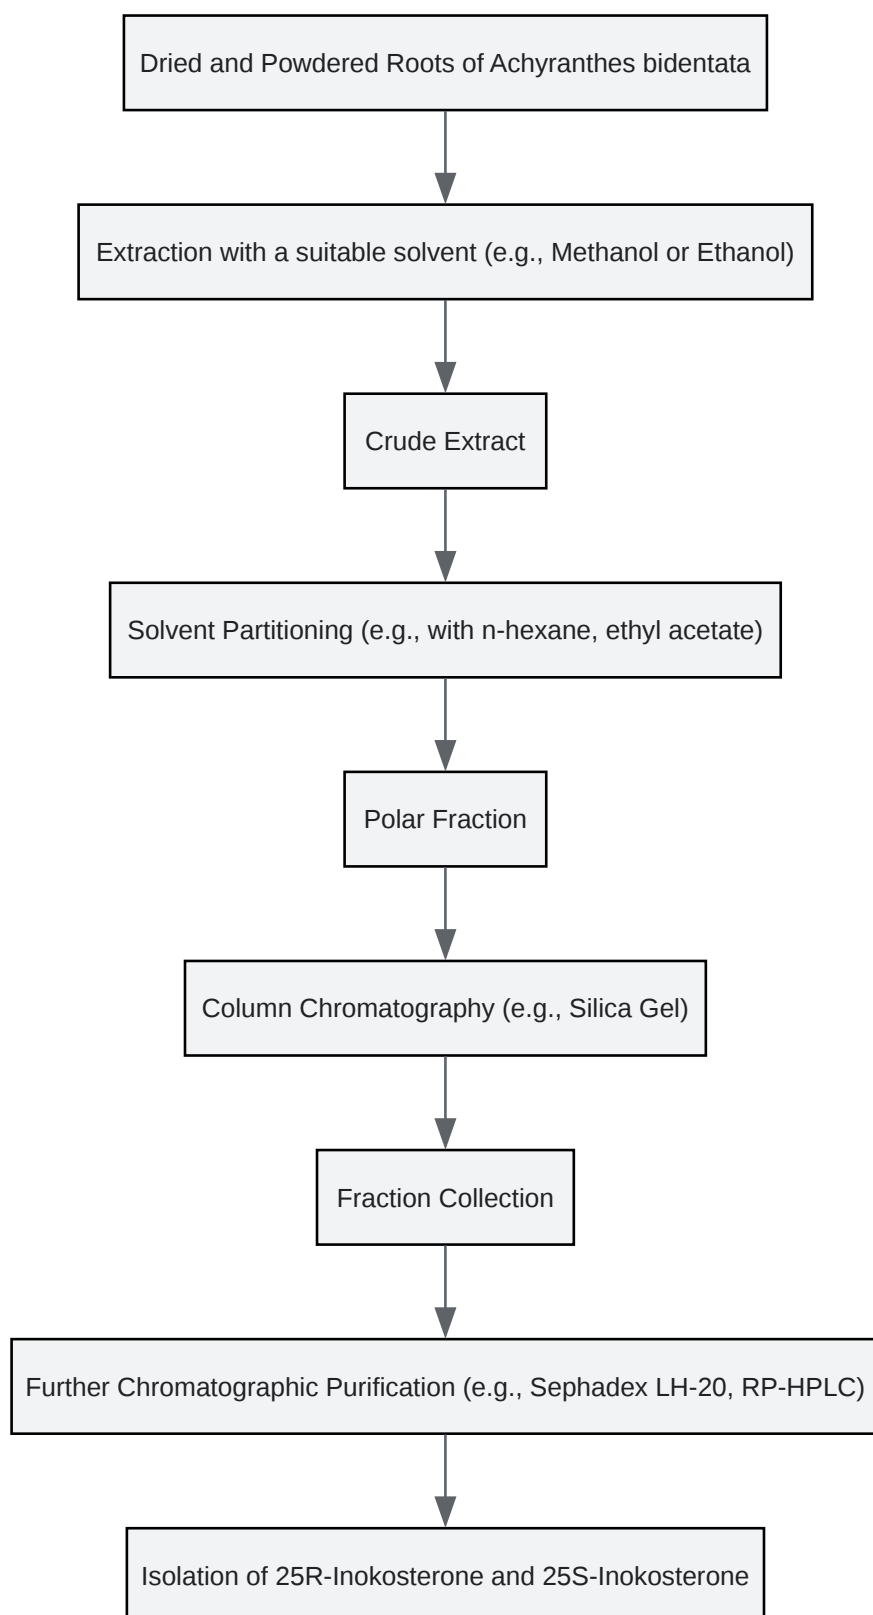 Dried and Powdered Roots of Achyranthes bidentata
Extraction with a suitable solvent (e.g., Methanol or Ethanol)
Crude Extract
Solvent Partitioning (e.g., with n-hexane, ethyl acetate)
Polar Fraction
Column Chromatography (e.g., Silica Gel)
Fraction Collection
Further Chromatographic Purification (e.g., Sephadex LH-20, RP-HPLC)
Isolation of 25R-Inokosterone and 25S-Inokosterone